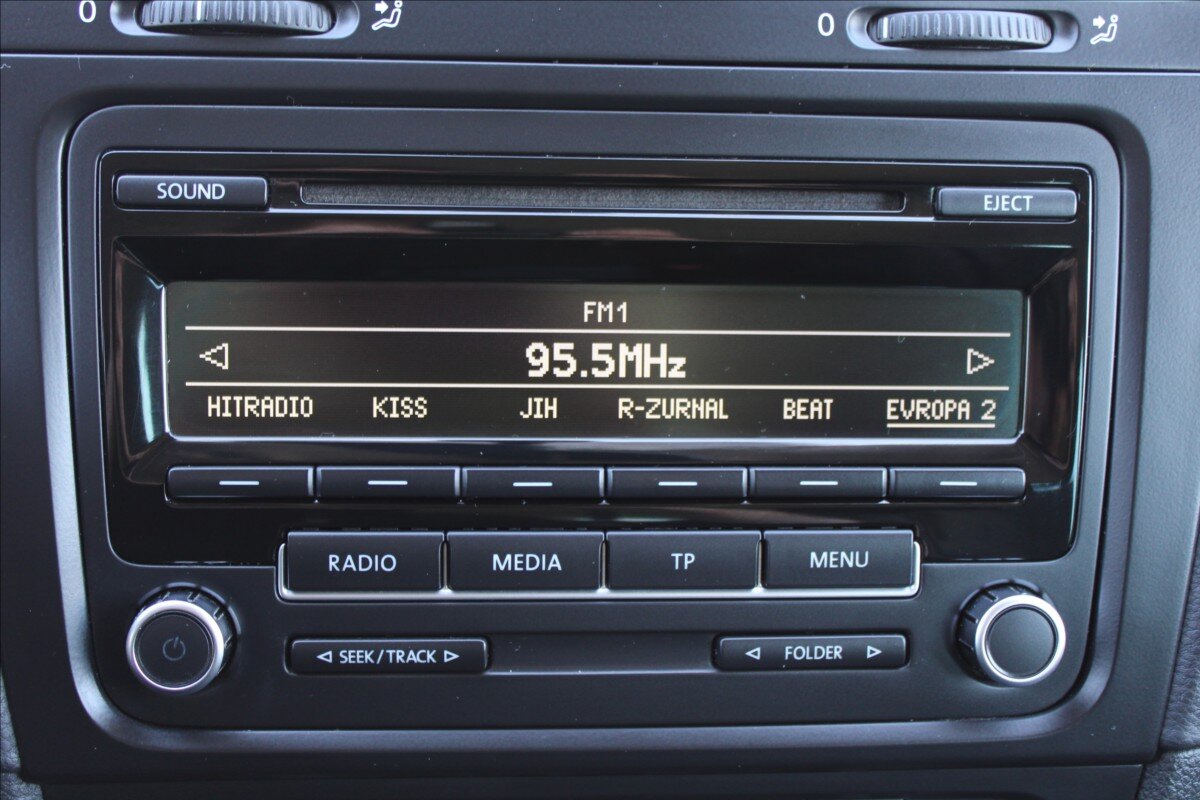 0 0
SOUND EJECT
FM1
95.5MHz
HITRADIO KISS JIH R-ZURNAL BEAT EVROPA 2
RADIO MEDIA TP MENU
SEEK/TRACK FOLDER